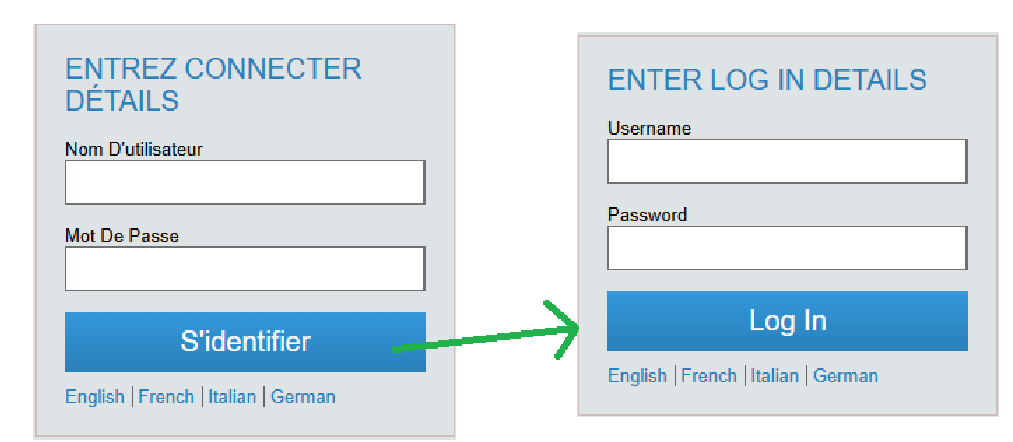 ENTREZ CONNECTER
DÉTAILS
Nom D'utilisateur
Mot De Passe
S'identifier
English | French | Italian | German
ENTER LOG IN DETAILS
Username
Password
Log In
English | French | Italian | German